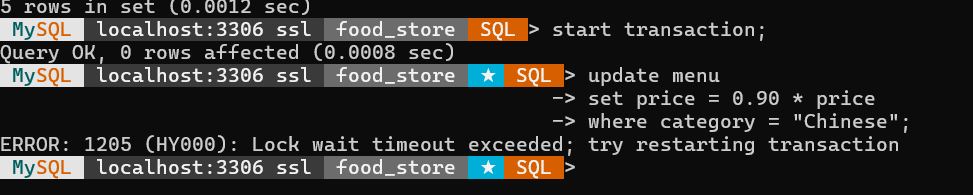 5 rows in set (0.0012 sec)
MySQL localhost:3306 ssl food_store SQL > start transaction;
Query OK, 0 rows affected (0.0008 sec)
MySQL localhost:3306 ssl food_store ★ SQL > update menu
-> set price = 0.90 * price
-> where category = "Chinese";
ERROR: 1205 (HY000): Lock wait timeout exceeded; try restarting transaction
MySQL localhost:3306 ssl food_store ★ SQL >